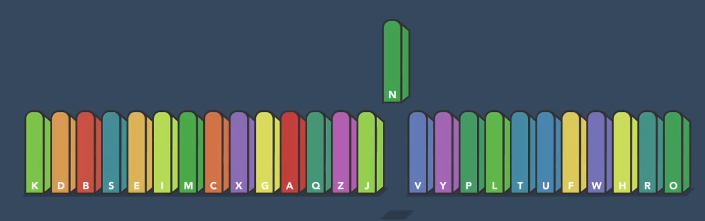 N
K D B S E I M C X G A Q Z J V Y P L T U F W H R O